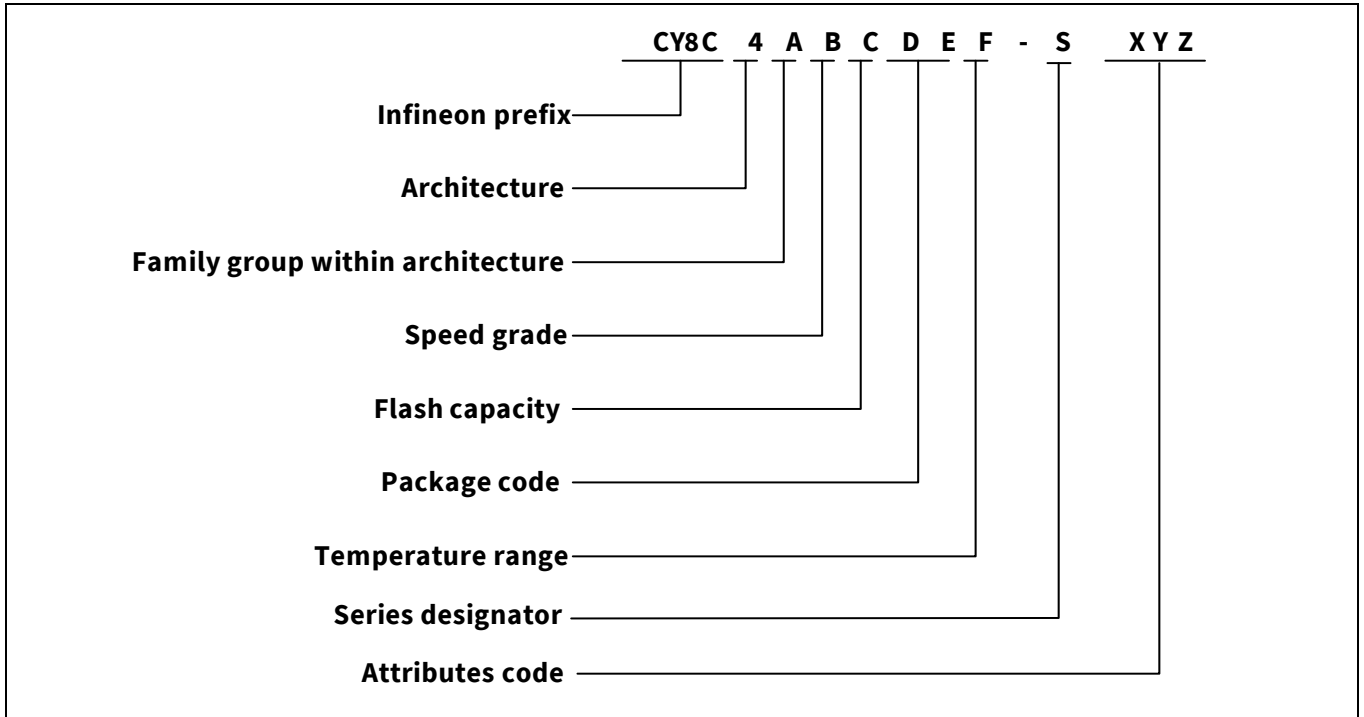 CY8C 4 A B C D E F - S X Y Z
Infineon prefix
Architecture
Family group within architecture
Speed grade
Flash capacity
Package code
Temperature range
Series designator
Attributes code